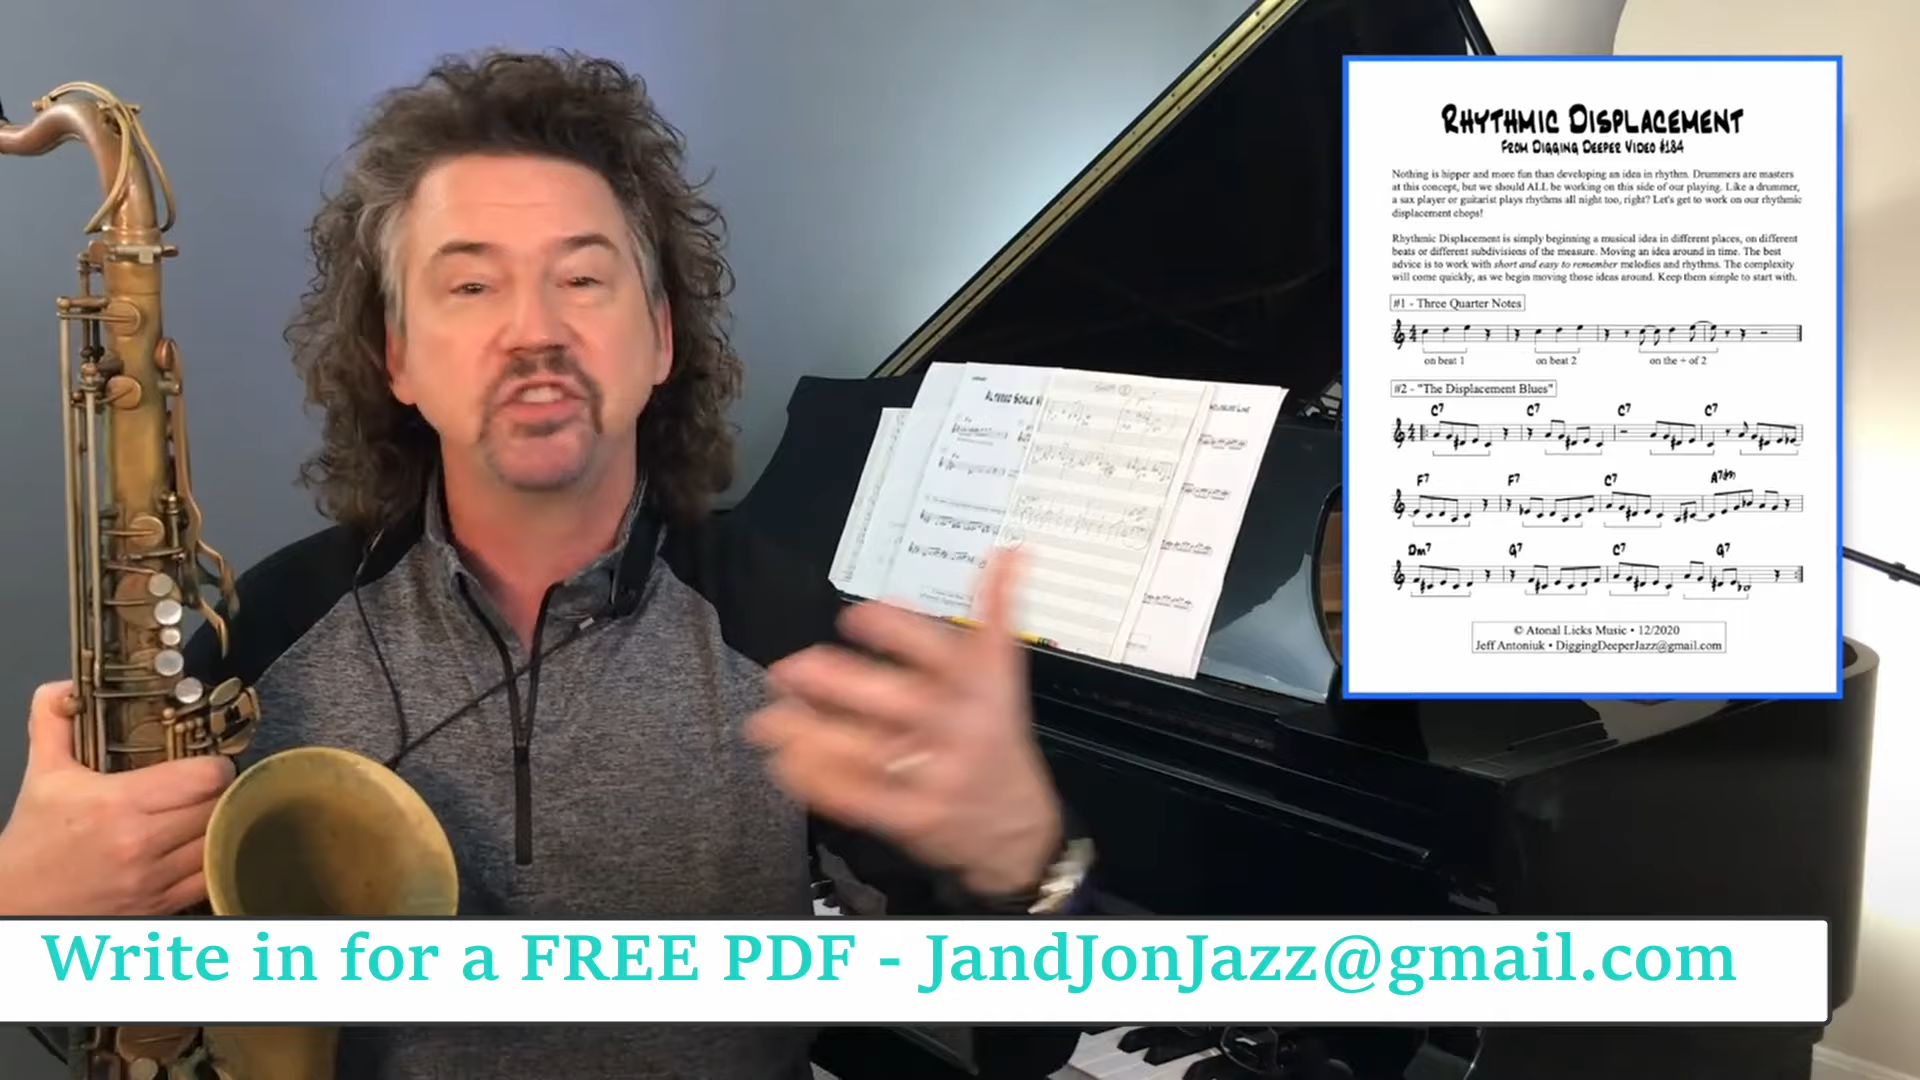 RHYTHMIC DISPLACEMENT
FROM DIGGING DEEPER VIDEO #184
Nothing is hipper and more fun than developing an idea in rhythm. Drummers are masters
at this concept, but we should ALL be working on this side of our playing. Like a drummer,
a sax player or guitarist plays rhythms all night too, right? Let's get to work on our rhythmic
displacement chops!
Rhythmic Displacement is simply beginning a musical idea in different places, on different
beats or different subdivisions of the measure. Moving an idea around in time. The best
advice is to work with short and easy to remember melodies and rhythms. The complexity
will come quickly, as we begin moving those ideas around. Keep them simple to start with.
#1 - Three Quarter Notes
on beat 1 on beat 2 on the + of 2
#2 - "The Displacement Blues"
C7 C7 C7 C7
F7 F7 C7
Dm7 G7 C7 G7
© Atonal Licks Music • 12/2020
Jeff Antoniuk • DiggingDeeperJazz@gmail.com
ALTERED SCALE
Write in for a FREE PDF - JandJonJazz@gmail.com